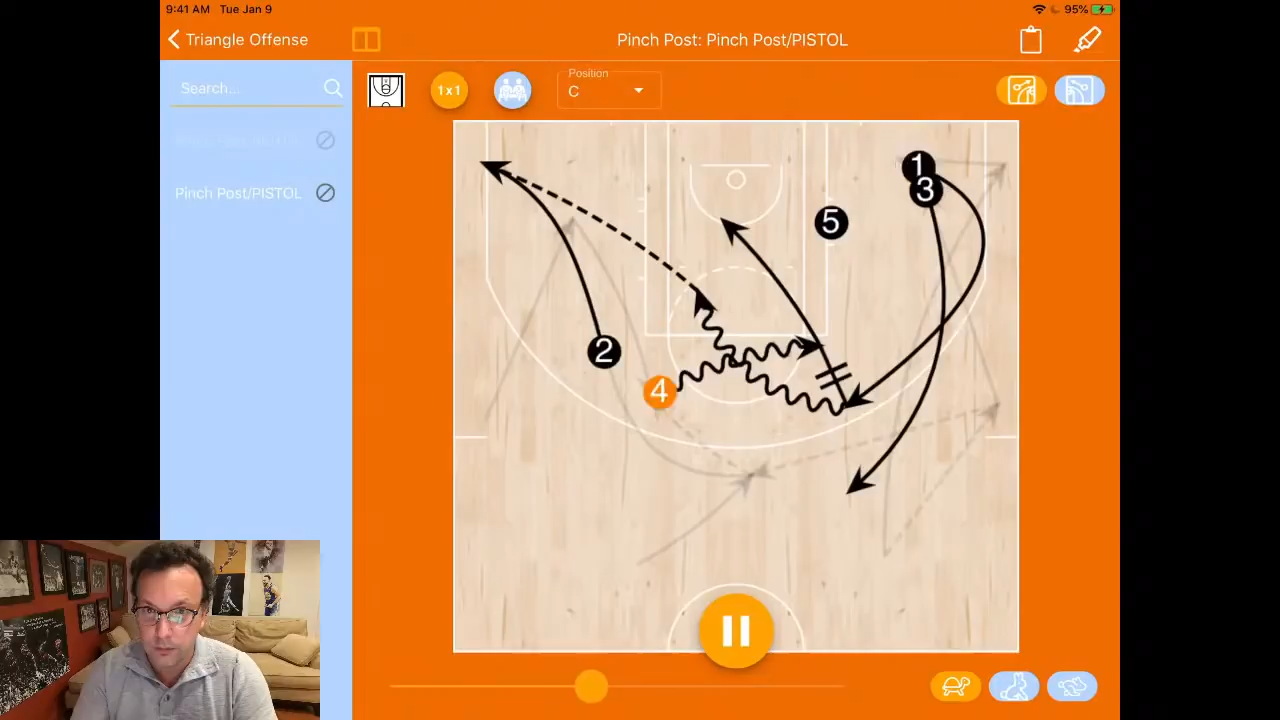 9:41 AM Tue Jan 9
95%
Triangle Offense
Pinch Post: Pinch Post/PISTOL
Search...
1x1
Position
C
Pinch Post/PISTOL
1
3
5
2
4